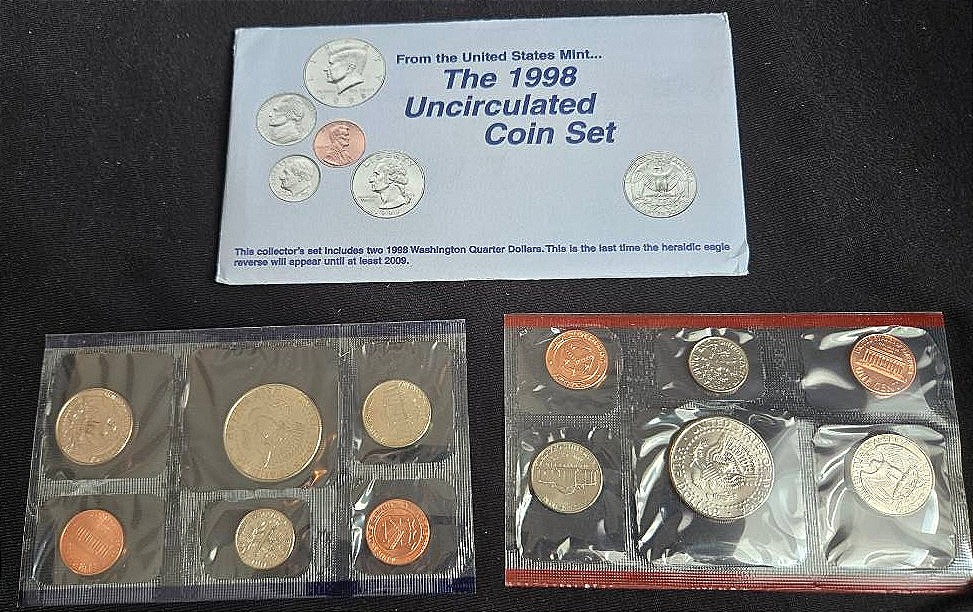 From the United States Mint...
The 1998
Uncirculated
Coin Set
This collector's set includes two 1998 Washington Quarter Dollars. This is the last time the heraldic eagle
reverse will appear until at least 2009.